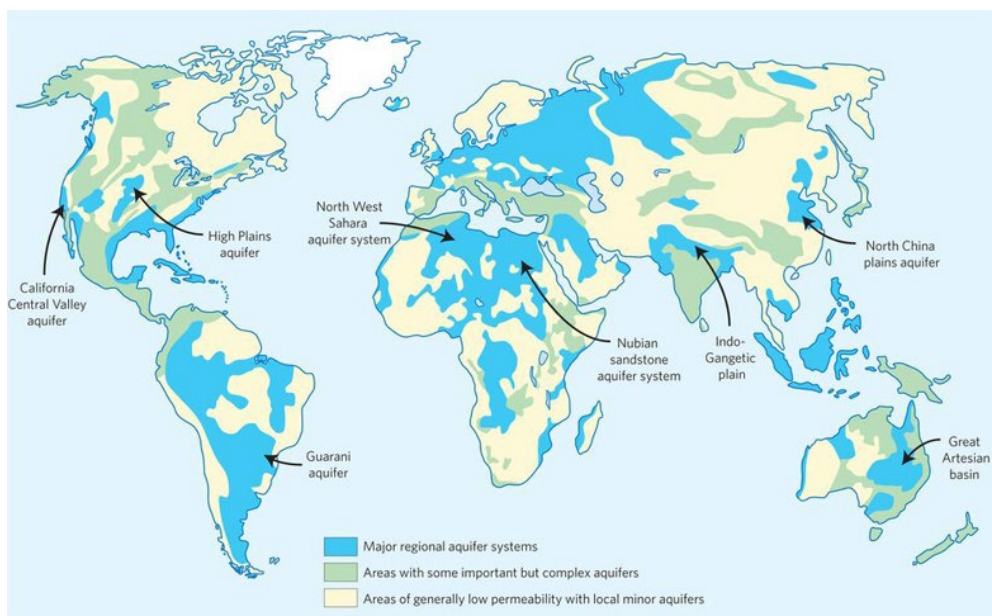 North West
Sahara
aquifer system
High Plains
aquifer
California
Central Valley
aquifer
North China
plains aquifer
Nubian
sandstone
aquifer system
Indo-
Gangetic
plain
Guarani
aquifer
Great
Artesian
basin
Major regional aquifer systems
Areas with some important but complex aquifers
Areas of generally low permeability with local minor aquifers